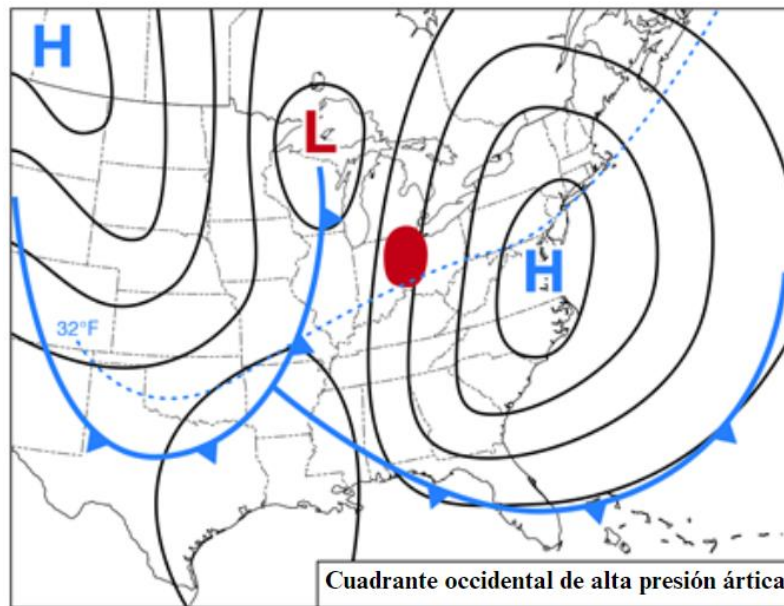 H
L
H
32°F
Cuadrante occidental de alta presión ártica